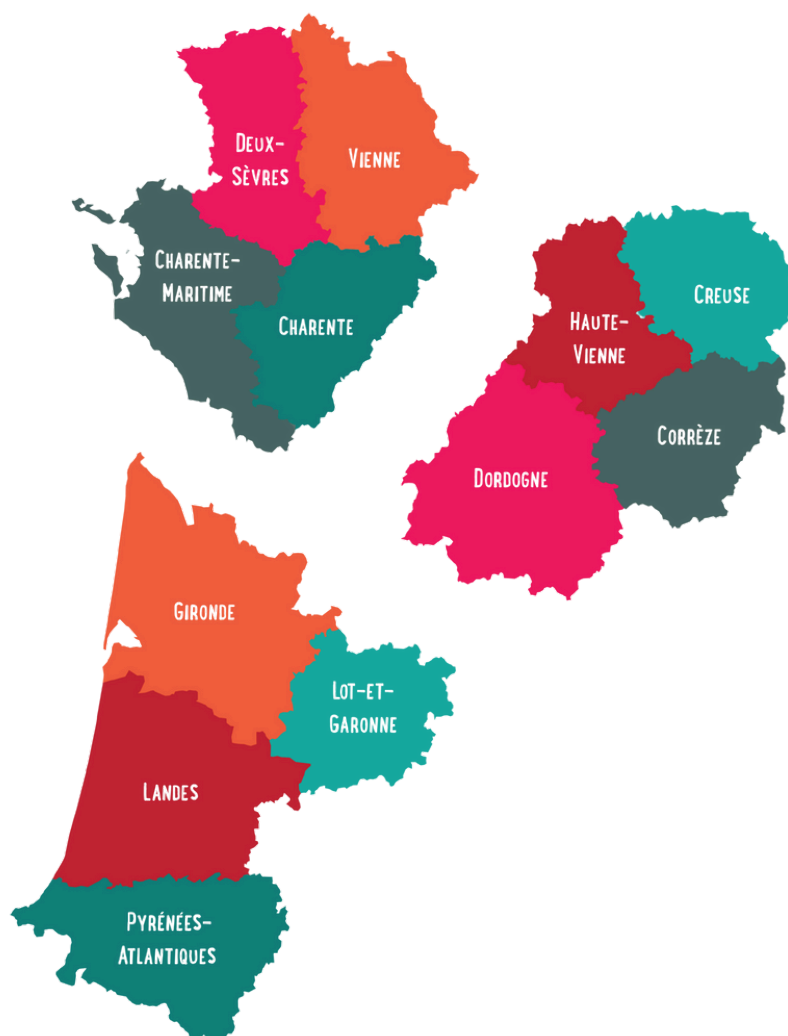 DEUX-
SÈVRES
VIENNE
CHARENTE-
MARITIME
CHARENTE
CREUSE
HAUTE-
VIENNE
CORRÈZE
DORDOGNE
GIRONDE
LOT-ET-
GARONNE
LANDES
PYRÉNÉES-
ATLANTIQUES